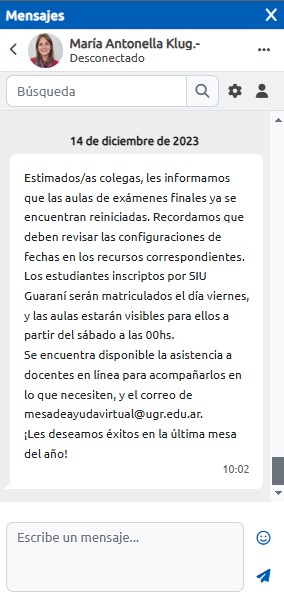 Mensajes
María Antonella Klug.-
Desconectado
Búsqueda
14 de diciembre de 2023
Estimados/as colegas, les informamos
que las aulas de exámenes finales ya se
encuentran reiniciadas. Recordamos que
deben revisar las configuraciones de
fechas en los recursos correspondientes.
Los estudiantes inscriptos por SIU
Guaraní serán matriculados el día viernes,
y las aulas estarán visibles para ellos a
partir del sábado a las 00hs.
Se encuentra disponible la asistencia a
docentes en línea para acompañarlos en
lo que necesiten, y el correo de
mesadeayudavirtual@ugr.edu.ar.
¡Les deseamos éxitos en la última mesa
del año!
10:02
Escribe un mensaje...